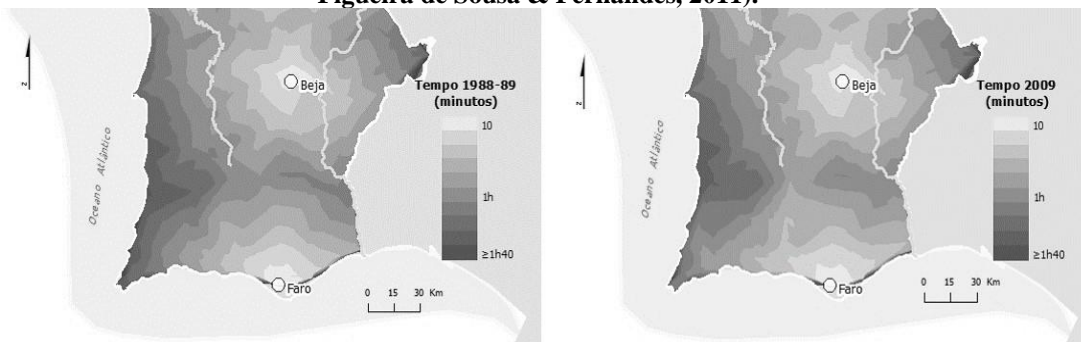 Figueira de Sousa & Fernandes, 2011).
N
Oceano Atlântico
Beja
Tempo 1988-89
(minutos)
10
1h
≥1h40
Faro
0 15 30 Km
N
Oceano Atlântico
Beja
Tempo 2009
(minutos)
10
1h
≥1h40
Faro
0 15 30 Km